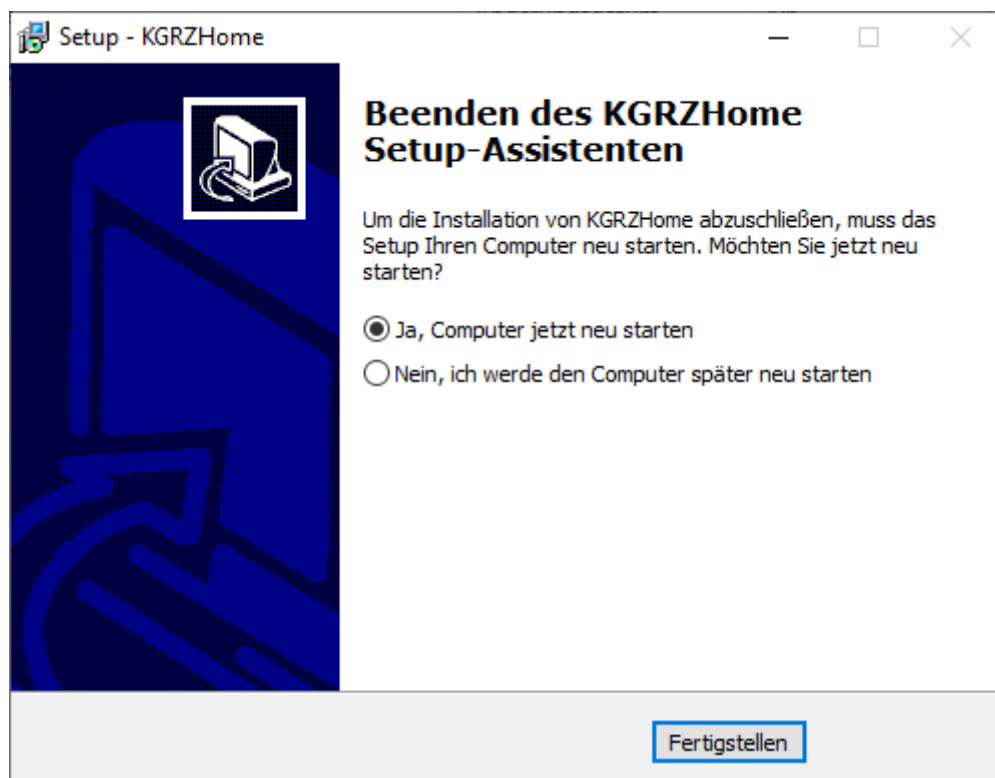 Setup - KGRZHome
Beenden des KGRZHome
Setup-Assistenten
Um die Installation von KGRZHome abzuschließen, muss das
Setup Ihren Computer neu starten. Möchten Sie jetzt neu
starten?
Ja, Computer jetzt neu starten
Nein, ich werde den Computer später neu starten
Fertigstellen